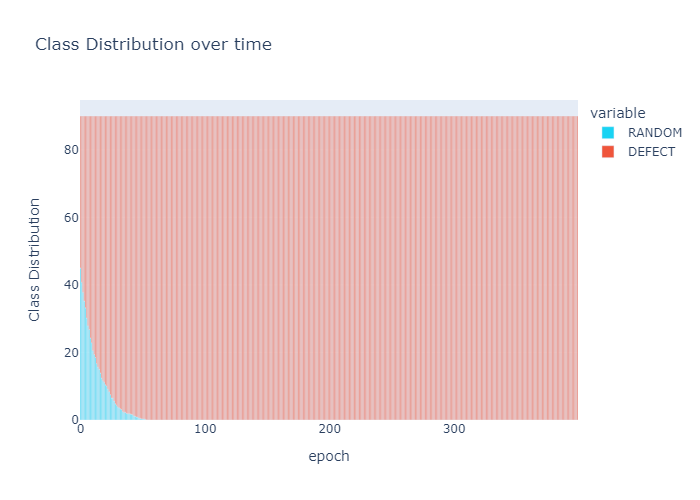 Class Distribution over time
variable
RANDOM
DEFECT
Class Distribution
80
60
40
20
0
0
100
200
300
epoch